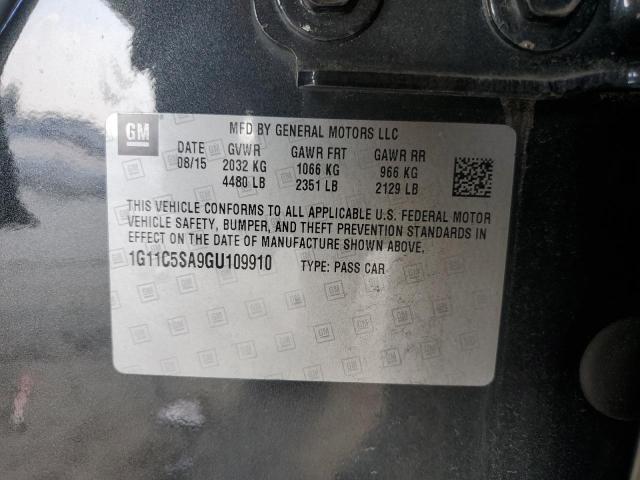 GM MFD BY GENERAL MOTORS LLC
DATE GVWR GAWR FRT GAWR RR
08/15 2032 KG 1066 KG 966 KG
4480 LB 2351 LB 2129 LB
THIS VEHICLE CONFORMS TO ALL APPLICABLE U.S. FEDERAL MOTOR
VEHICLE SAFETY, BUMPER, AND THEFT PREVENTION STANDARDS IN
EFFECT ON THE DATE OF MANUFACTURE SHOWN ABOVE.
1G11C5SA9GU109910 TYPE: PASS CAR